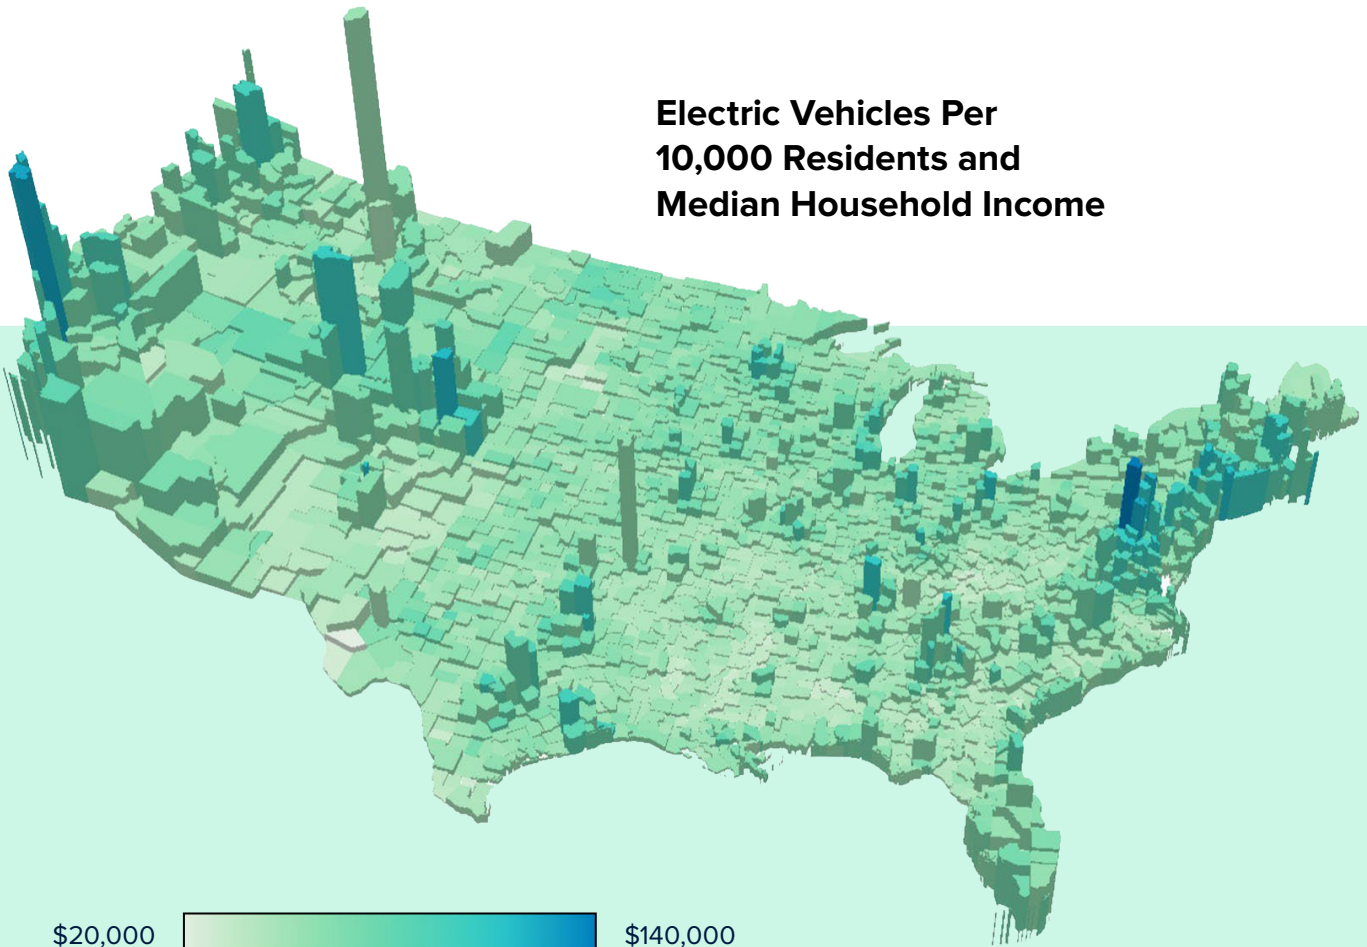 Electric Vehicles Per
10,000 Residents and
Median Household Income
$20,000 $140,000